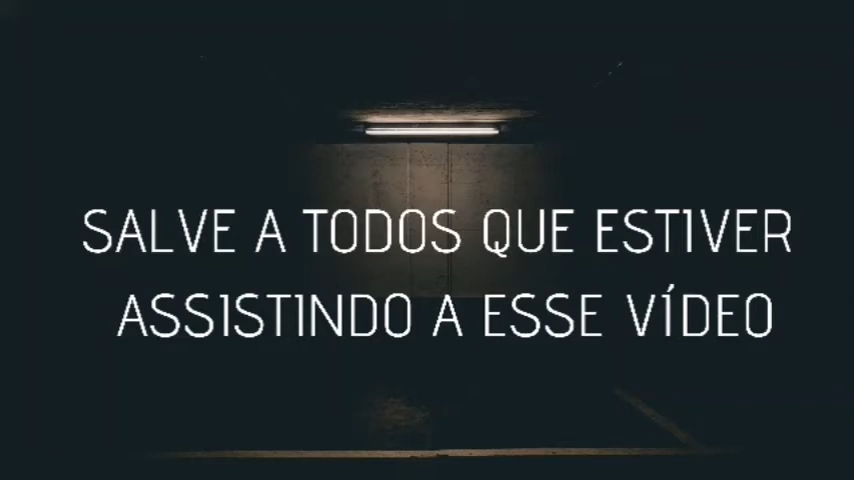 SALVE A TODOS QUE ESTIVER
ASSISTINDO A ESSE VÍDEO